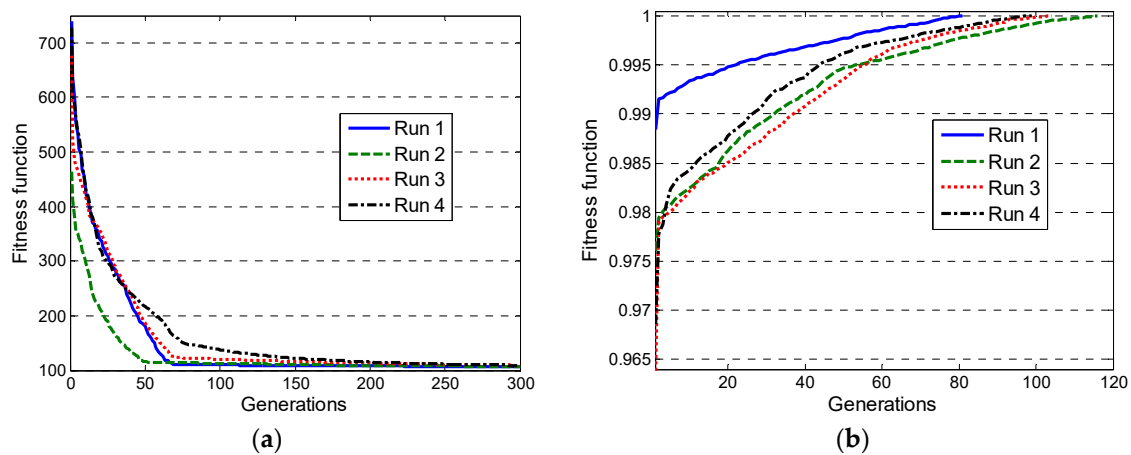 Fitness function
700
600
500
400
300
200
100
0
50
100
150
200
250
300
Generations
Run 1
Run 2
Run 3
Run 4
(a)
Fitness function
1
0.995
0.99
0.985
0.98
0.975
0.97
0.965
20
40
60
80
100
120
Generations
Run 1
Run 2
Run 3
Run 4
(b)